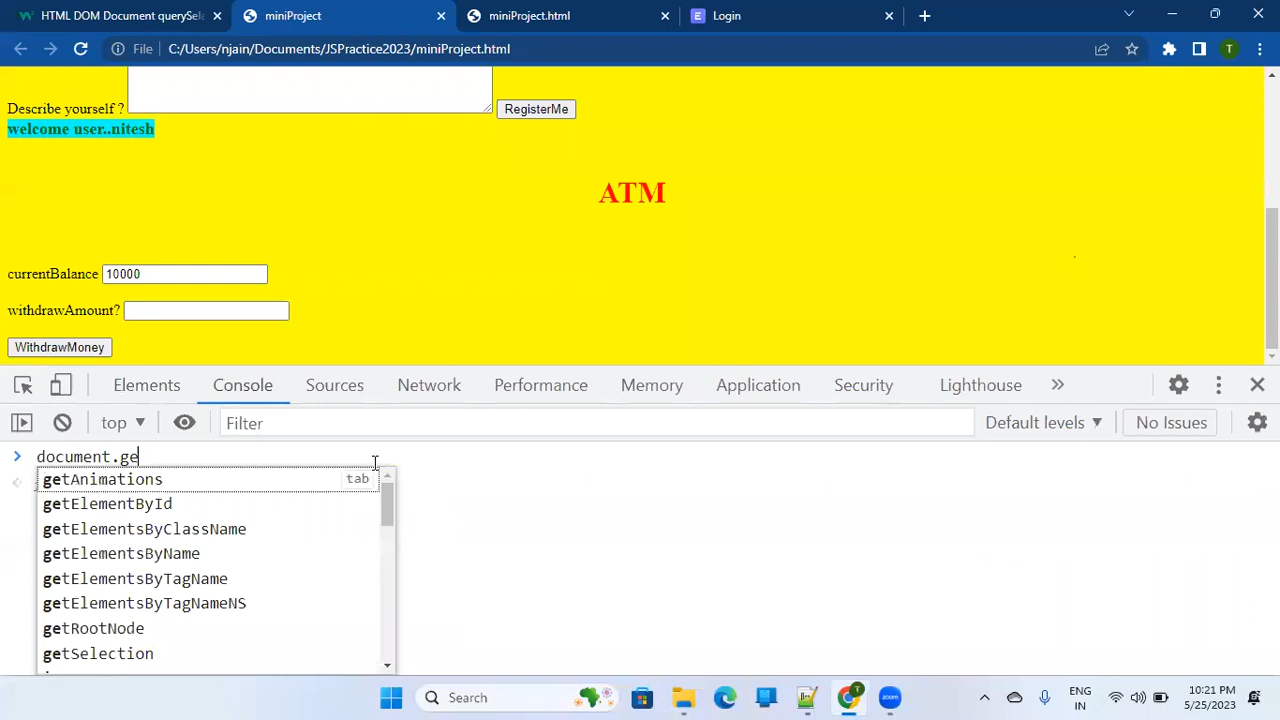 HTML DOM Document querySele
miniProject
miniProject.html
Login
File
C:/Users/njain/Documents/JSPractice2023/miniProject.html
T
Describe yourself ?
RegisterMe
welcome user..nitesh
ATM
currentBalance 10000
withdrawAmount?
WithdrawMoney
Elements Console Sources Network Performance Memory Application Security Lighthouse
top Filter Default levels No Issues
document.ge
getAnimations tab
getElementById
getElementsByClassName
getElementsByName
getElementsByTagName
getElementsByTagNameNS
getRootNode
getSelection
Search
zoom
ENG
IN
10:21 PM
5/25/2023